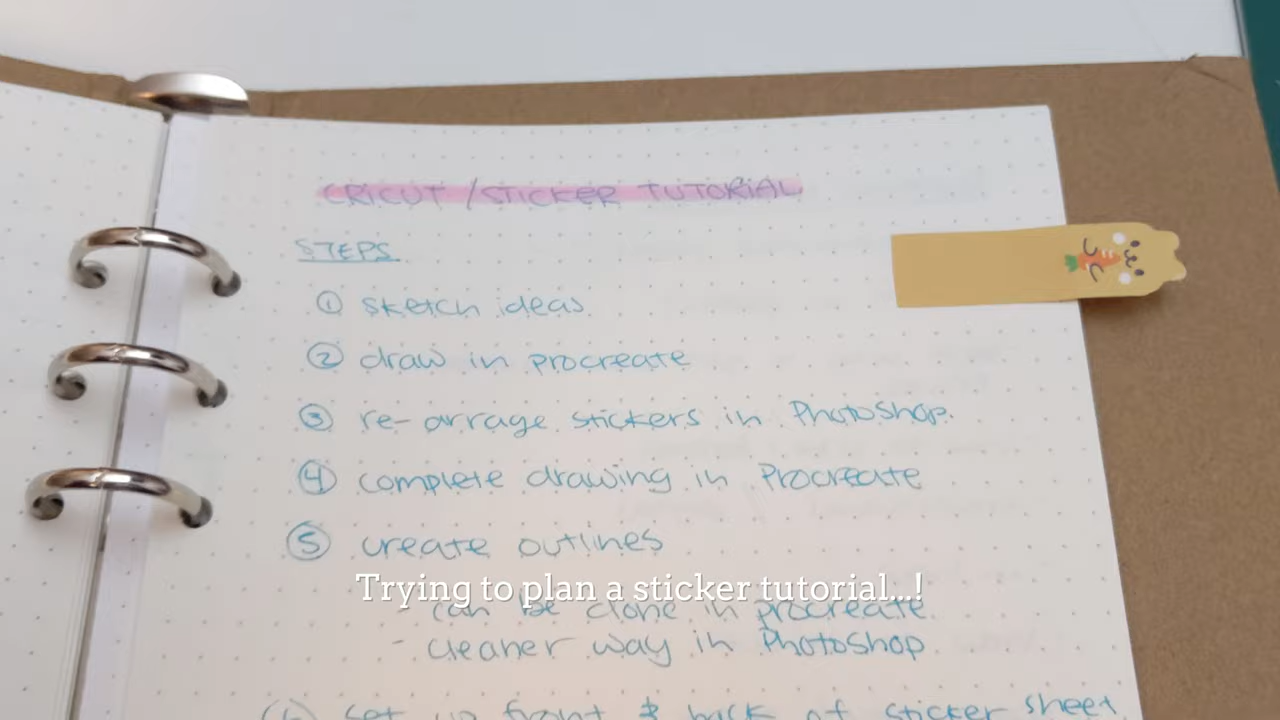 CRICUT / STICKER TUTORIAL
STEPS
① sketch ideas
② draw in procreate
③ re-arrage stickers in Photoshop.
④ complete drawing in Procreate
⑤ create outlines
Trying to plan a sticker tutorial...!
- can be done in procreate
- cleaner way in Photoshop
⑥ set up front & back of sticker sheet